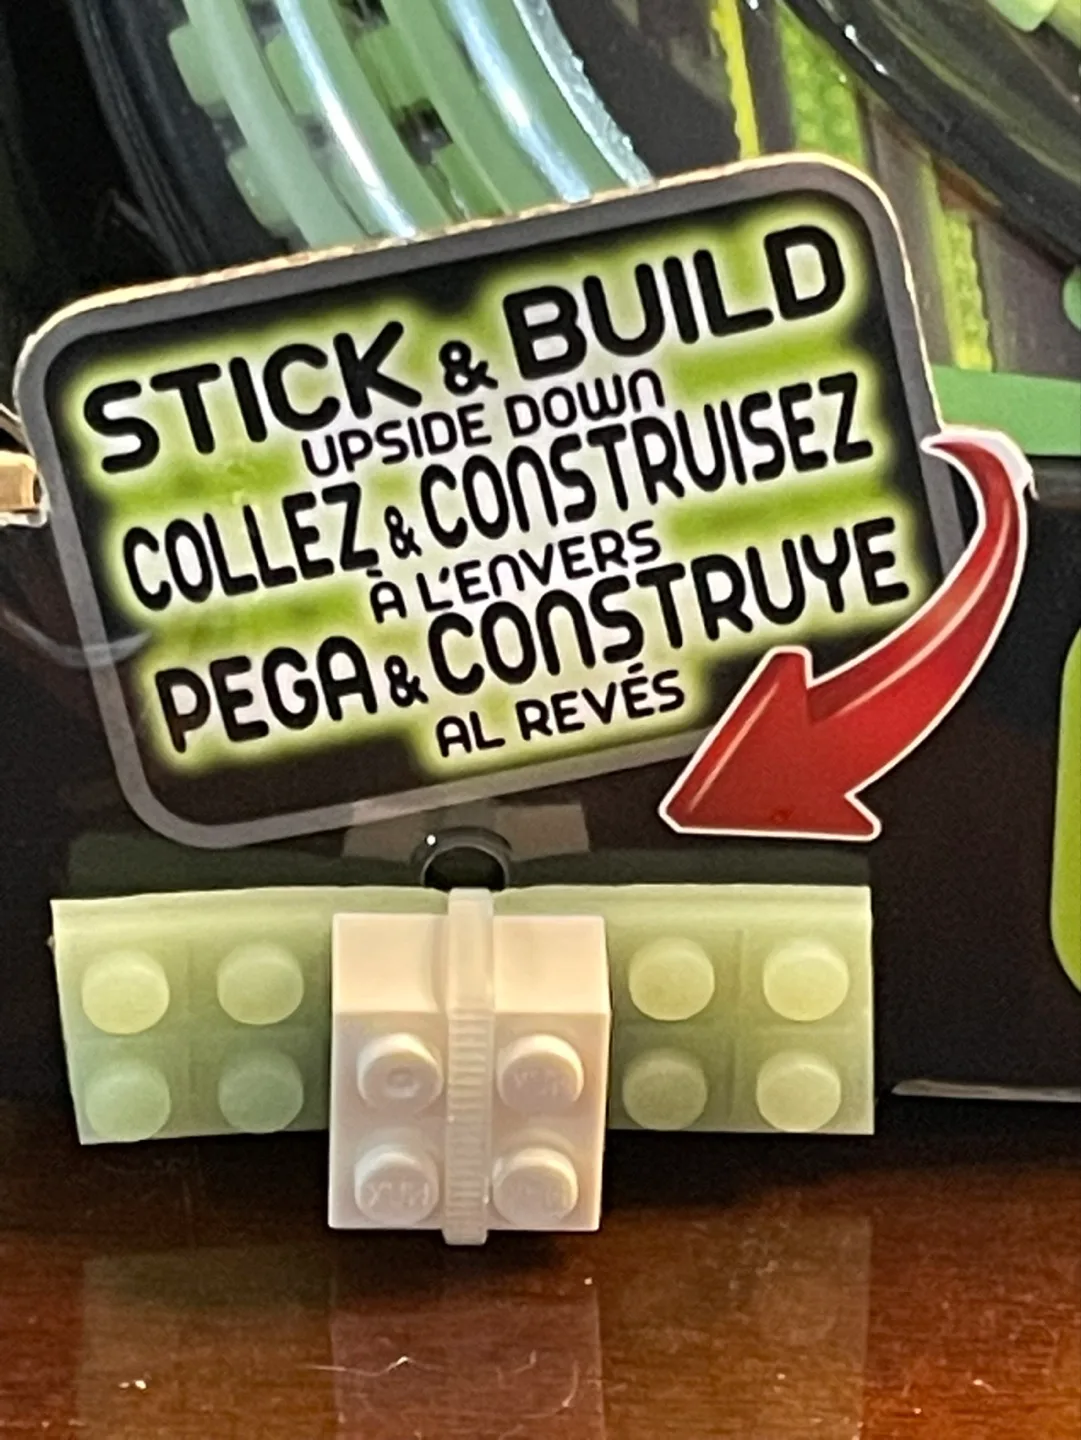 STICK & BUILD
UPSIDE DOWN
COLLEZ & CONSTRUISEZ
À L'ENVERS
PEGA & CONSTRUYE
AL REVÉS